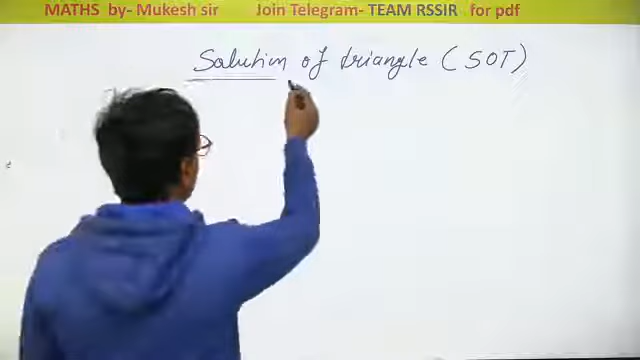 MATHS by- Mukesh sir Join Telegram- TEAM RSSIR for pdf
Solution of triangle (SOT)